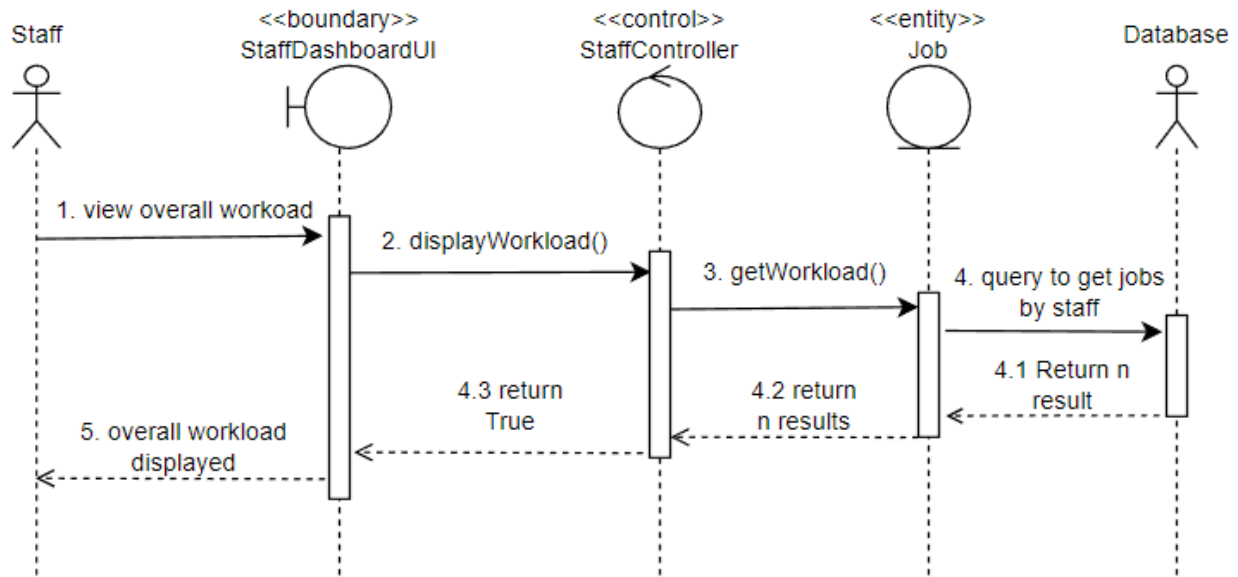 Staff
<<boundary>>
StaffDashboardUI
<<control>>
StaffController
<<entity>>
Job
Database
1. view overall workoad
2. displayWorkload()
3. getWorkload()
4. query to get jobs
by staff
4.1 Return n
result
4.2 return
n results
4.3 return
True
5. overall workload
displayed